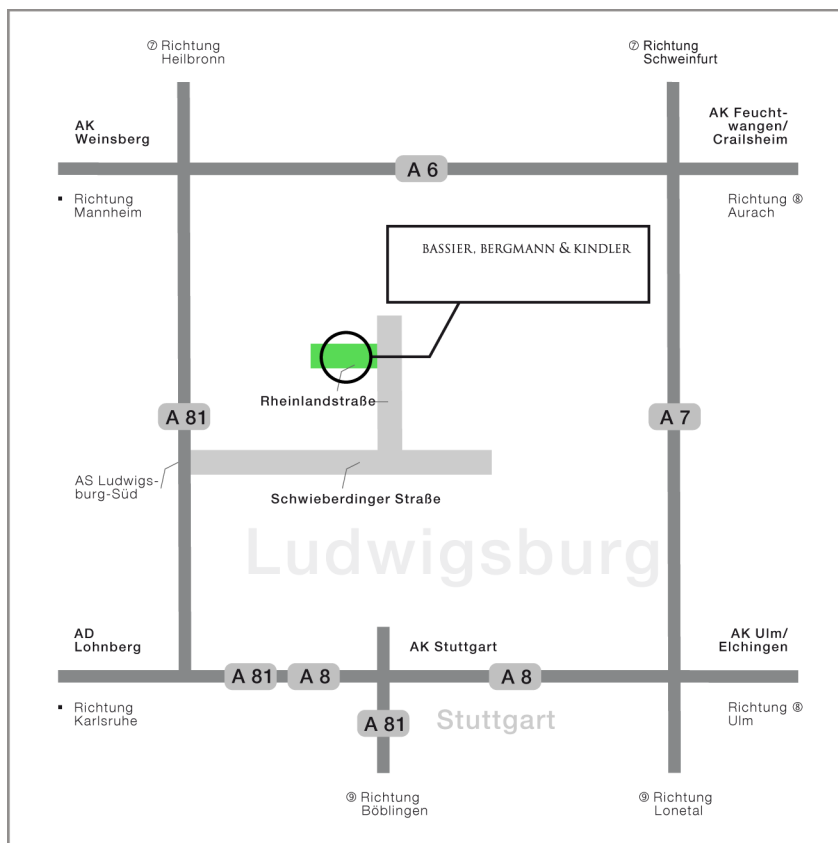 ⑦ Richtung
Heilbronn
⑦ Richtung
Schweinfurt
AK
Weinsberg
AK Feucht-
wangen/
Crailsheim
A 6
Richtung
Mannheim
Richtung ⑧
Aurach
BASSIER, BERGMANN & KINDLER
Rheinlandstraße
A 81
A 7
AS Ludwigs-
burg-Süd
Schwieberdinger Straße
Ludwigsburg
AD
Lohnberg
AK Stuttgart
AK Ulm/
Elchingen
A 81
A 8
A 8
Richtung
Karlsruhe
A 81
Stuttgart
Richtung ⑧
Ulm
⑨ Richtung
Böblingen
⑨ Richtung
Lonetal